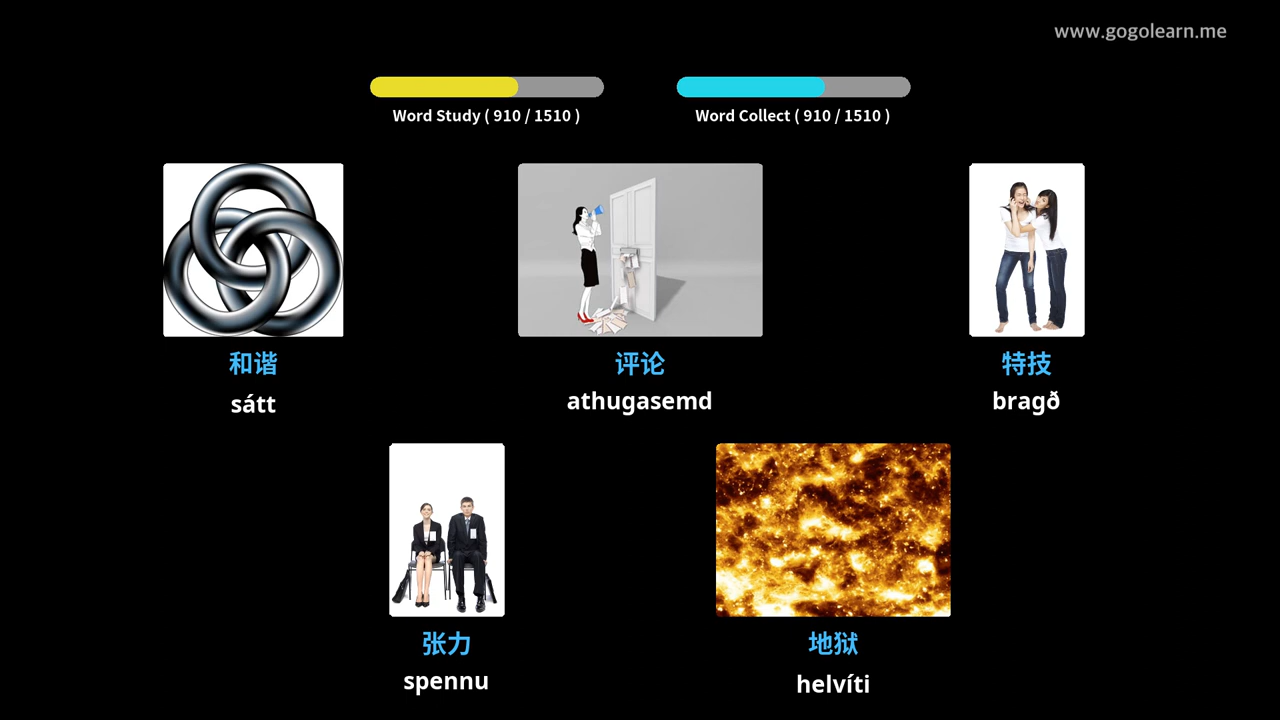 www.gogolearn.me
Word Study ( 910 / 1510 )
Word Collect ( 910 / 1510 )
和谐
评论
特技
sátt
athugasemd
bragð
张力
地狱
spennu
helvíti